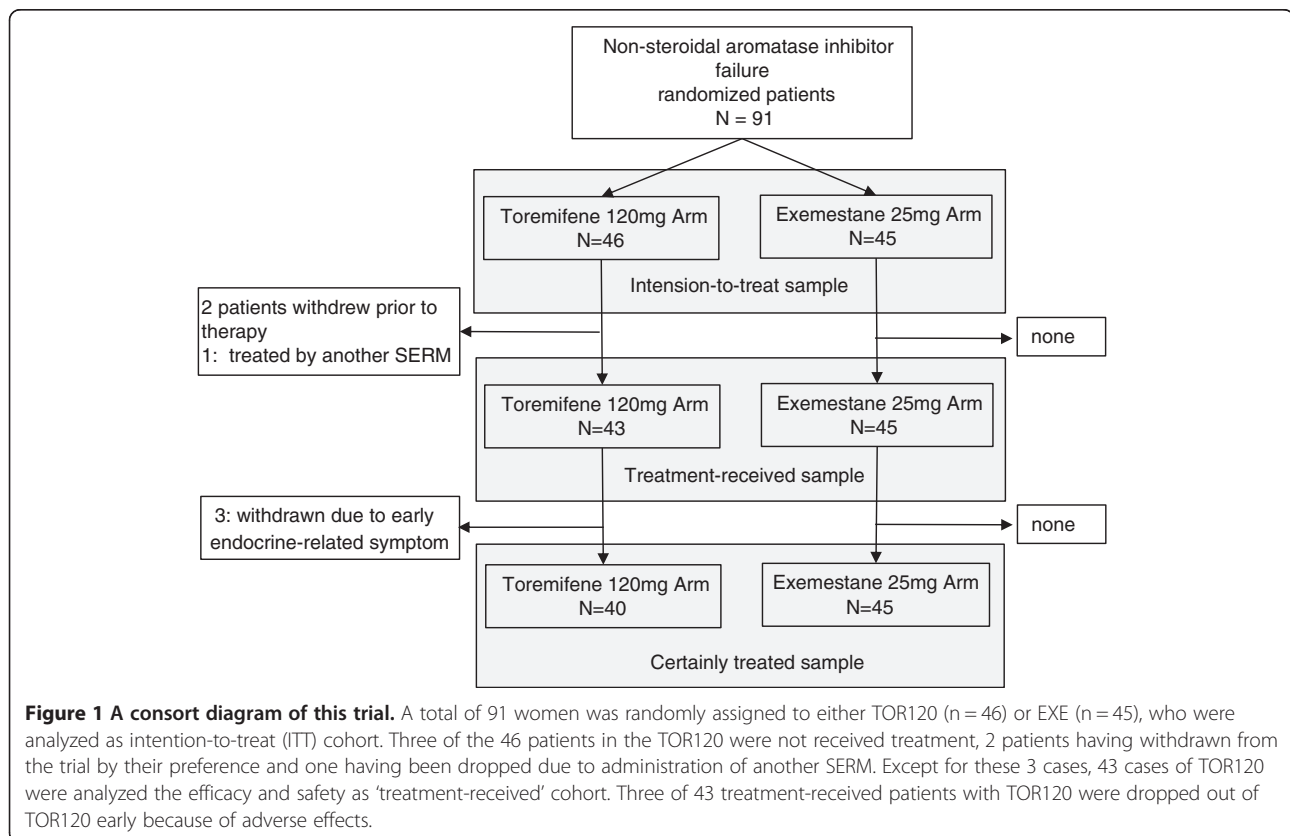 Non-steroidal aromatase inhibitor
failure
randomized patients
N = 91
Toremifene 120mg Arm
N=46
Exemestane 25mg Arm
N=45
Intension-to-treat sample
2 patients withdrew prior to
therapy
1: treated by another SERM
none
Toremifene 120mg Arm
N=43
Exemestane 25mg Arm
N=45
Treatment-received sample
3: withdrawn due to early
endocrine-related symptom
none
Toremifene 120mg Arm
N=40
Exemestane 25mg Arm
N=45
Certainly treated sample
Figure 1 A consort diagram of this trial. A total of 91 women was randomly assigned to either TOR120 (n = 46) or EXE (n = 45), who were
analyzed as intention-to-treat (ITT) cohort. Three of the 46 patients in the TOR120 were not received treatment, 2 patients having withdrawn from
the trial by their preference and one having been dropped due to administration of another SERM. Except for these 3 cases, 43 cases of TOR120
were analyzed the efficacy and safety as ‘treatment-received’ cohort. Three of 43 treatment-received patients with TOR120 were dropped out of
TOR120 early because of adverse effects.